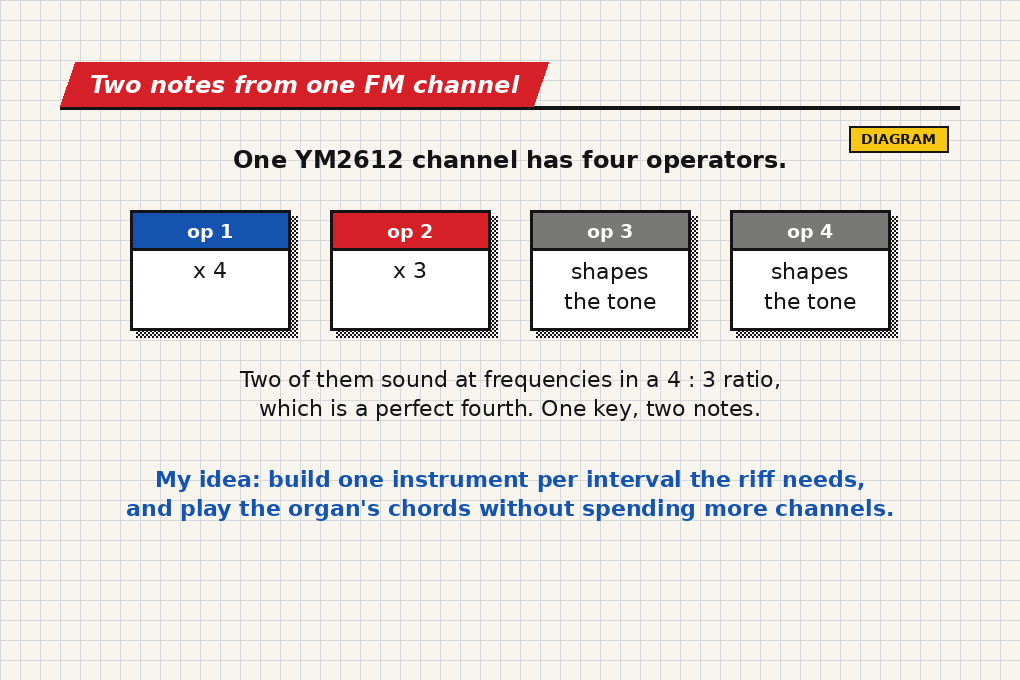 Two notes from one FM channel
DIAGRAM
One YM2612 channel has four operators.
op 1
x 4
op 2
x 3
op 3
shapes
the tone
op 4
shapes
the tone
Two of them sound at frequencies in a 4 : 3 ratio,
which is a perfect fourth. One key, two notes.
My idea: build one instrument per interval the riff needs,
and play the organ's chords without spending more channels.